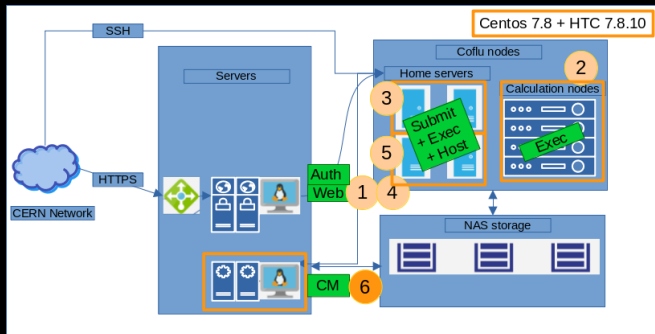 Centos 7.8 + HTC 7.8.10
SSH
Coflu nodes
Servers
Home servers
2
Calculation nodes
3
Submit
+ Exec
+ Host
Exec
5
HTTPS
Auth
Web
1
4
CERN Network
NAS storage
CM
6